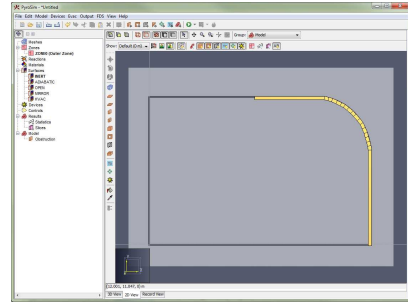 PyroSim - *Untitled
File Edit Model Devices Evac Output FDS View Help
Group: Model
Show: Default (Ctrl)
Meshes
Zones
ZONE0 (Outer Zone)
Reactions
Materials
Surfaces
INERT
ADIABATIC
OPEN
MIRROR
HVAC
Devices
Controls
Results
Statistics
Slices
Model
Obstruction
3D View 2D View Record View